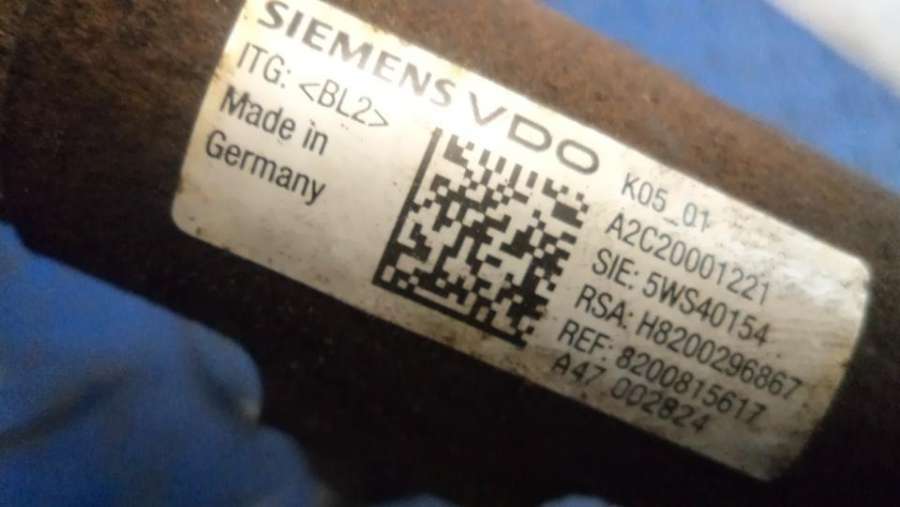 SIEMENS VDO
ITG: <BL2>
Made in
Germany
K05_01
A2C20001221
SIE: 5WS40154
RSA: H8200296867
REF: 8200815617
A47 002824